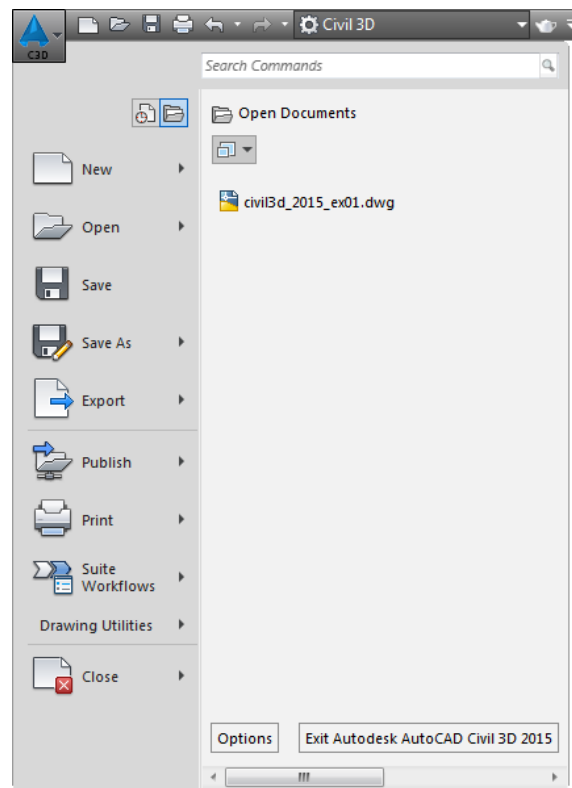 Civil 3D
C3D
Search Commands
Open Documents
New
civil3d_2015_ex01.dwg
Open
Save
Save As
Export
Publish
Print
Suite
Workflows
Drawing Utilities
Close
Options
Exit Autodesk AutoCAD Civil 3D 2015